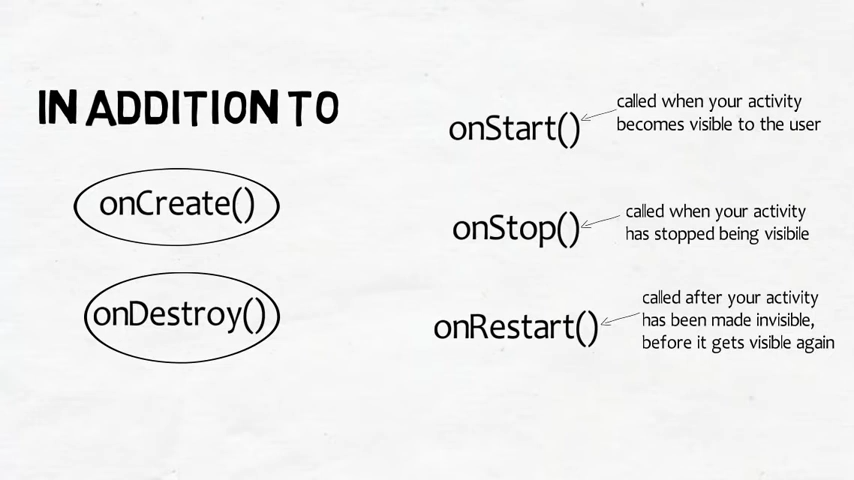 IN ADDITION TO
onCreate()
onDestroy()
onStart()
called when your activity
becomes visible to the user
onStop()
called when your activity
has stopped being visibile
onRestart()
called after your activity
has been made invisible,
before it gets visible again